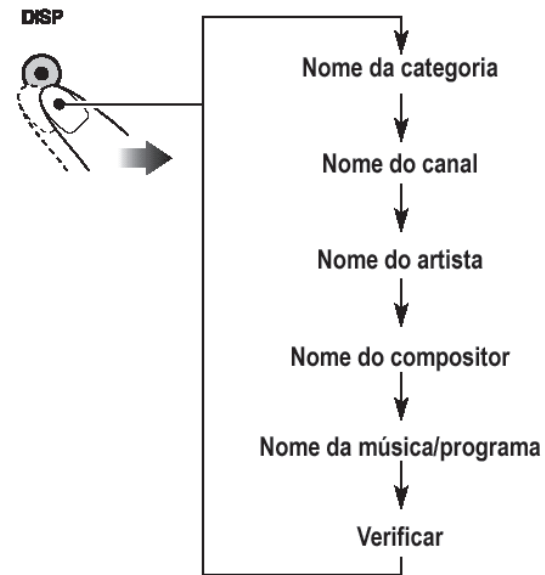 DISP
Nome da categoria
Nome do canal
Nome do artista
Nome do compositor
Nome da música/programa
Verificar